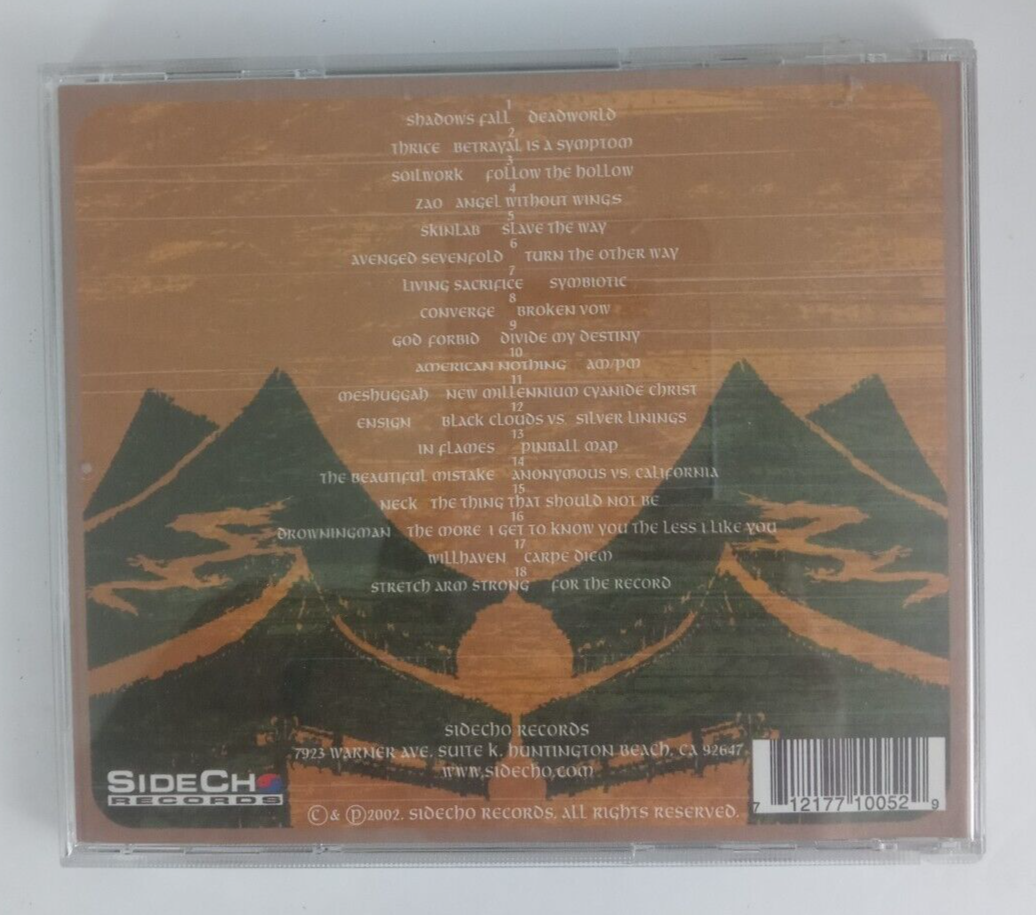 1
Shadows Fall Deadworld
2
Thrice Betrayal is a Symptom
3
Soilwork Follow the Hollow
4
Zao Angel Without Wings
5
Skinlab Slave the Way
6
Avenged Sevenfold Turn the Other Way
7
Living Sacrifice Symbiotic
8
Converge Broken Vow
9
God Forbid Divide My Destiny
10
American Nothing AM/PM
11
Meshuggah New Millennium Cyanide Christ
12
Ensign Black Clouds vs. Silver Linings
13
In Flames Pinball Map
14
The Beautiful Mistake Anonymous vs. California
15
Neck The Thing That Should Not Be
16
Drowningman The More I Get to Know You the Less I Like You
17
Willhaven Carpe Diem
18
Stretch Arm Strong For the Record
Sidecho Records
7923 Warner Ave. Suite K, Huntington Beach, CA 92647
www.sidecho.com
SideCho
RECORDS
© & ℗2002. Sidecho Records, All Rights Reserved.
7 12177 10052 9